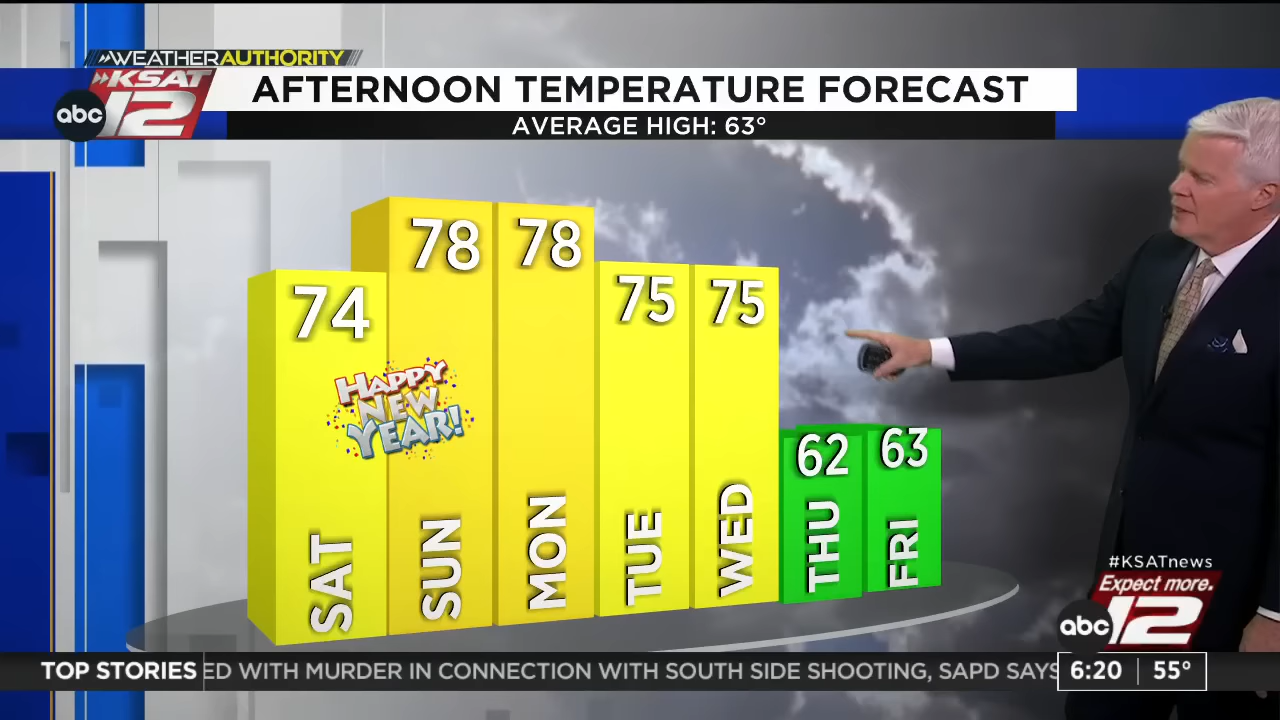 WEATHERAUTHORITY
KSAT
abc 12
AFTERNOON TEMPERATURE FORECAST
AVERAGE HIGH: 63°
74
78
78
75
75
62
63
HAPPY
NEW
YEAR!
SAT
SUN
MON
TUE
WED
THU
FRI
#KSATnews
Expect more.
abc 12
TOP STORIES
ED WITH MURDER IN CONNECTION WITH SOUTH SIDE SHOOTING, SAPD SAYS
6:20 55°